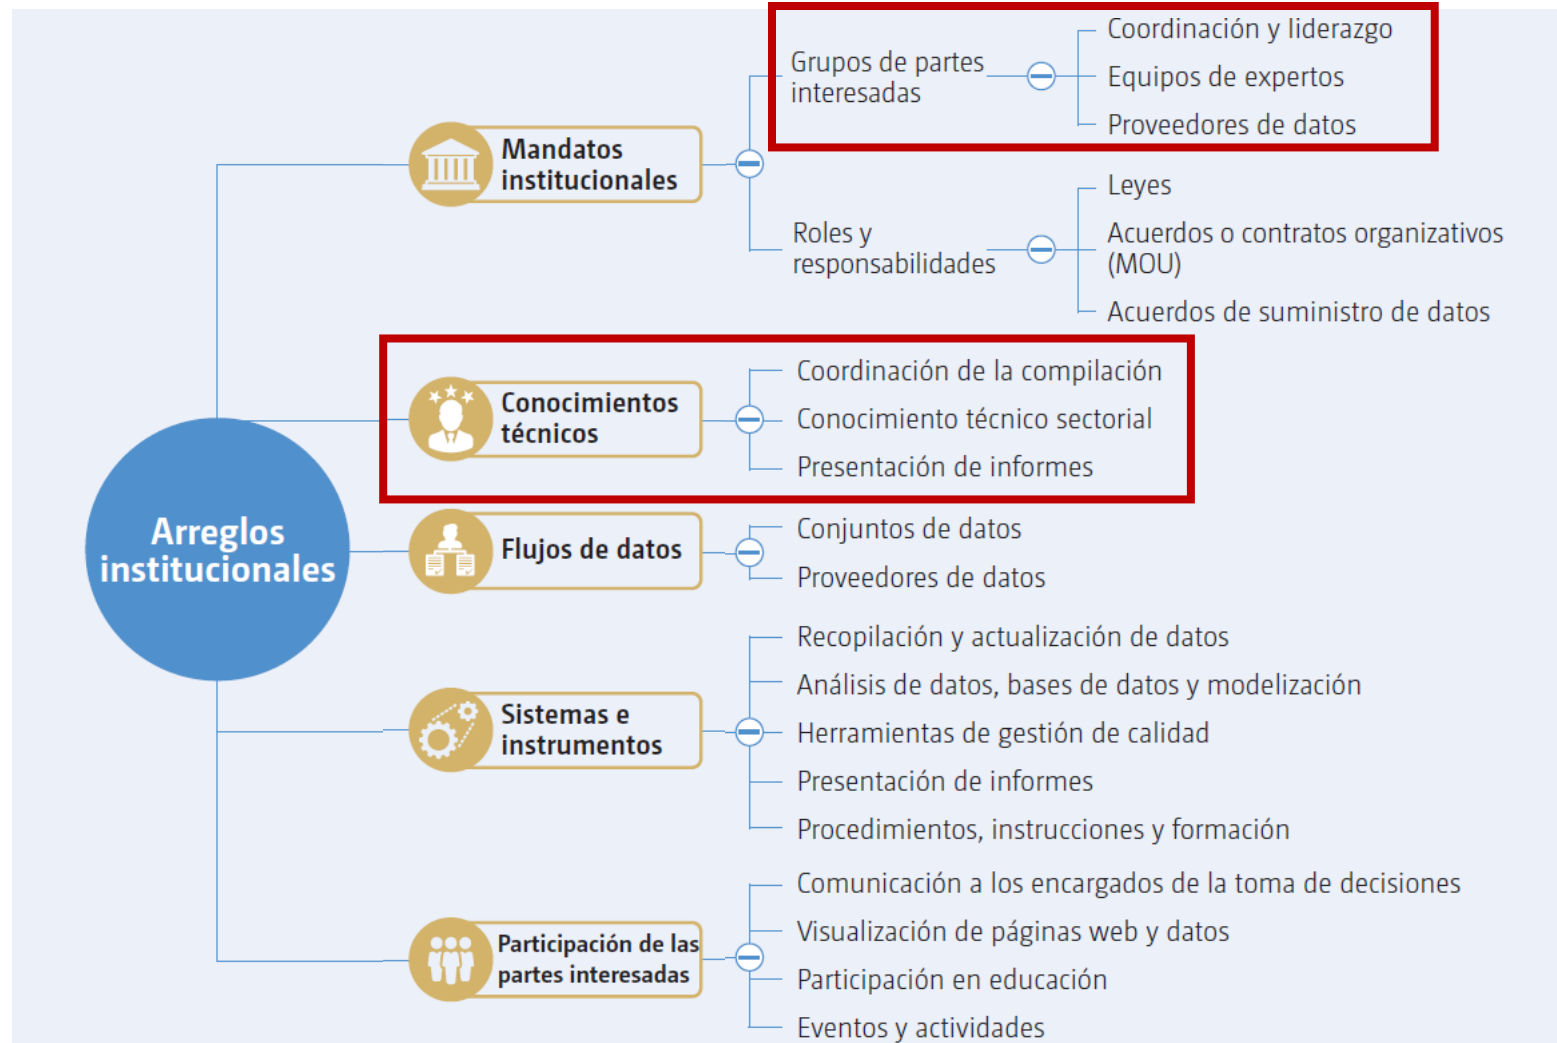 Arreglos
institucionales
Mandatos
institucionales
Grupos de partes
interesadas
Coordinación y liderazgo
Equipos de expertos
Proveedores de datos
Roles y
responsabilidades
Leyes
Acuerdos o contratos organizativos
(MOU)
Acuerdos de suministro de datos
Conocimientos
técnicos
Coordinación de la compilación
Conocimiento técnico sectorial
Presentación de informes
Flujos de datos
Conjuntos de datos
Proveedores de datos
Sistemas e
instrumentos
Recopilación y actualización de datos
Análisis de datos, bases de datos y modelización
Herramientas de gestión de calidad
Presentación de informes
Procedimientos, instrucciones y formación
Participación de las
partes interesadas
Comunicación a los encargados de la toma de decisiones
Visualización de páginas web y datos
Participación en educación
Eventos y actividades